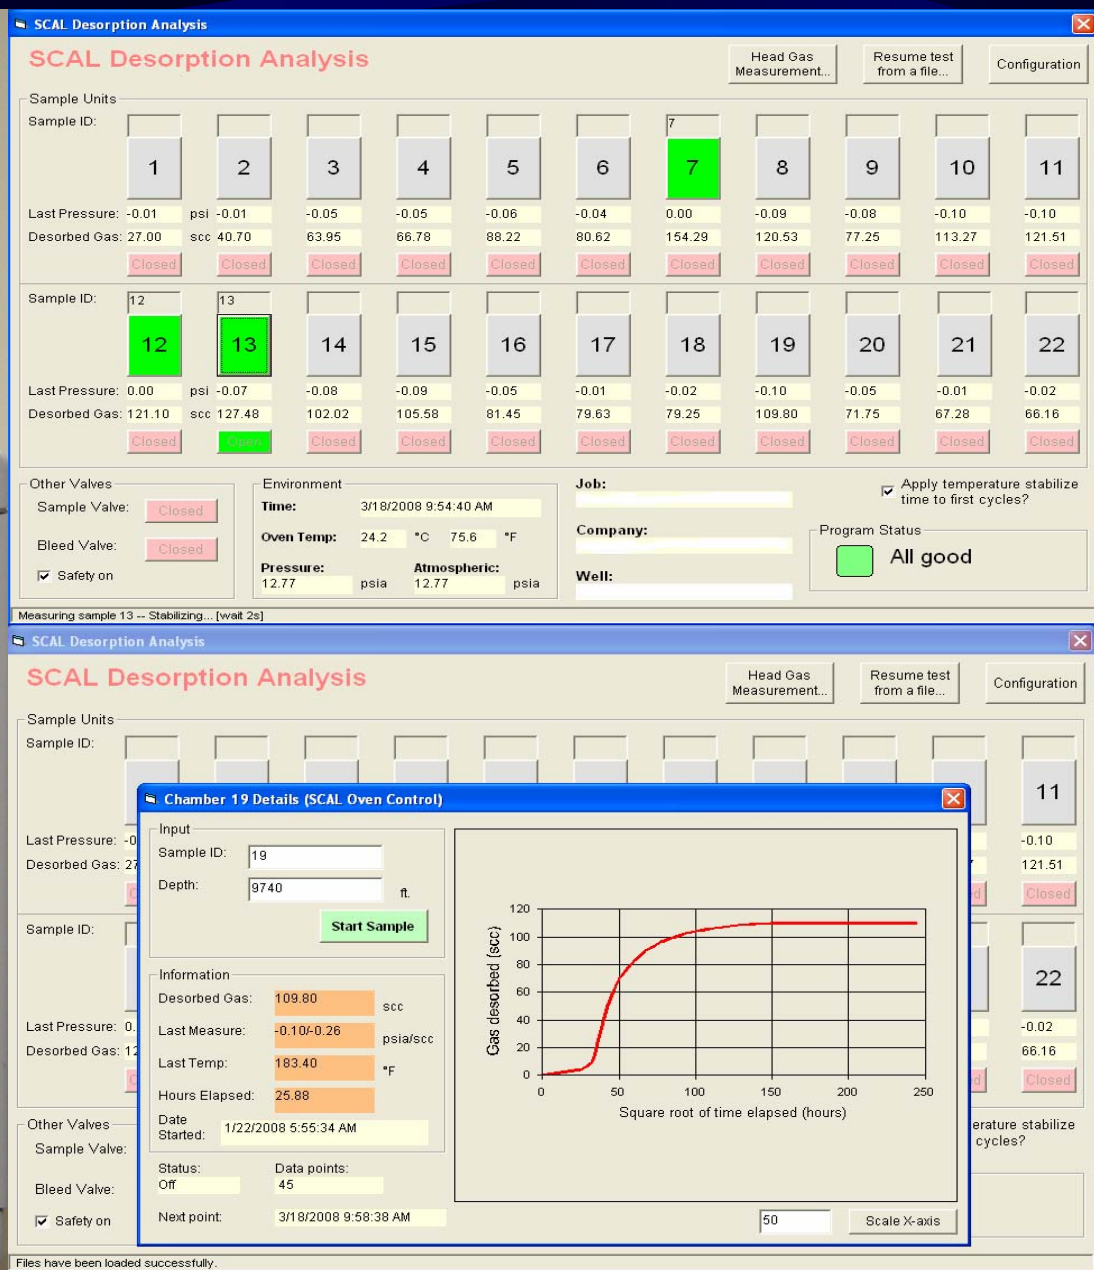 SCAL Desorption Analysis
SCAL Desorption Analysis
Head Gas Measurement...
Resume test from a file...
Configuration
Sample Units
Sample ID: 7
1 2 3 4 5 6 7 8 9 10 11
Last Pressure: -0.01 psi -0.01 -0.05 -0.05 -0.06 -0.04 0.00 -0.09 -0.08 -0.10 -0.10
Desorbed Gas: 27.00 scc 40.70 63.95 66.78 88.22 80.62 154.29 120.53 77.25 113.27 121.51
Closed Closed Closed Closed Closed Closed Closed Closed Closed Closed Closed
Sample ID: 12 13
12 13 14 15 16 17 18 19 20 21 22
Last Pressure: 0.00 psi -0.07 -0.08 -0.09 -0.05 -0.01 -0.02 -0.10 -0.05 -0.01 -0.02
Desorbed Gas: 121.10 scc 127.48 102.02 105.58 81.45 79.63 79.25 109.80 71.75 67.28 66.16
Closed Open Closed Closed Closed Closed Closed Closed Closed Closed Closed
Other Valves
Sample Valve: Closed
Bleed Valve: Closed
Safety on
Environment
Time: 3/18/2008 9:54:40 AM
Oven Temp: 24.2 °C 75.6 °F
Pressure: Atmospheric:
12.77 psia 12.77 psia
Job:
Company:
Well:
Apply temperature stabilize
time to first cycles?
Program Status
All good
Measuring sample 13 -- Stabilizing... [wait 2s]
SCAL Desorption Analysis
SCAL Desorption Analysis
Head Gas Measurement...
Resume test from a file...
Configuration
Sample Units
Sample ID:
11
Last Pressure: -0 -0.10
Desorbed Gas: 27 121.51
Closed
Sample ID:
22
Last Pressure: 0. -0.02
Desorbed Gas: 12 66.16
Closed
Other Valves
Sample Valve:
Bleed Valve:
Safety on
erature stabilize
cycles?
Chamber 19 Details (SCAL Oven Control)
Input
Sample ID: 19
Depth: 9740 ft.
Start Sample
Information
Desorbed Gas: 109.80 scc
Last Measure: -0.10/-0.26 psia/scc
Last Temp: 183.40 °F
Hours Elapsed: 25.88
Date
Started: 1/22/2008 5:55:34 AM
Status: Data points:
Off 45
Next point: 3/18/2008 9:58:38 AM
Gas desorbed (scc)
120
100
80
60
40
20
0
0 50 100 150 200 250
Square root of time elapsed (hours)
50 Scale X-axis
Files have been loaded successfully.